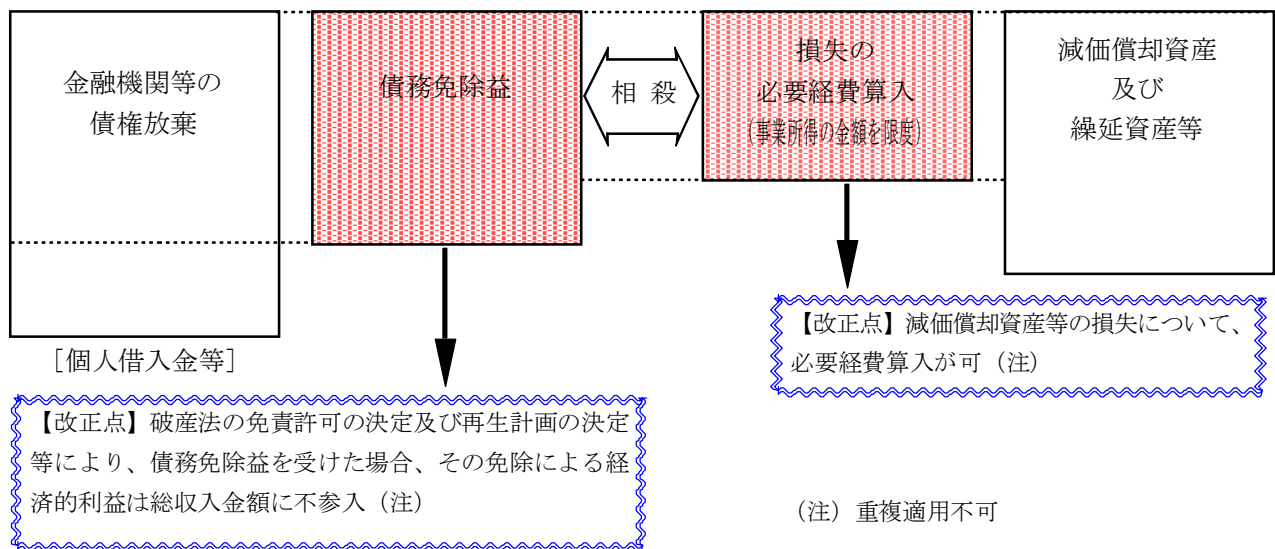 金融機関等の
債権放棄
債務免除益
相 殺
損失の
必要経費算入
(事業所得の金額を限度)
減価償却資産
及び
繰延資産等
[個人借入金等]
【改正点】減価償却資産等の損失について、
必要経費算入が可（注）
【改正点】破産法の免責許可の決定及び再生計画の決定
等により、債務免除益を受けた場合、その免除による経
済的利益は総収入金額に不参入（注）
（注）重複適用不可